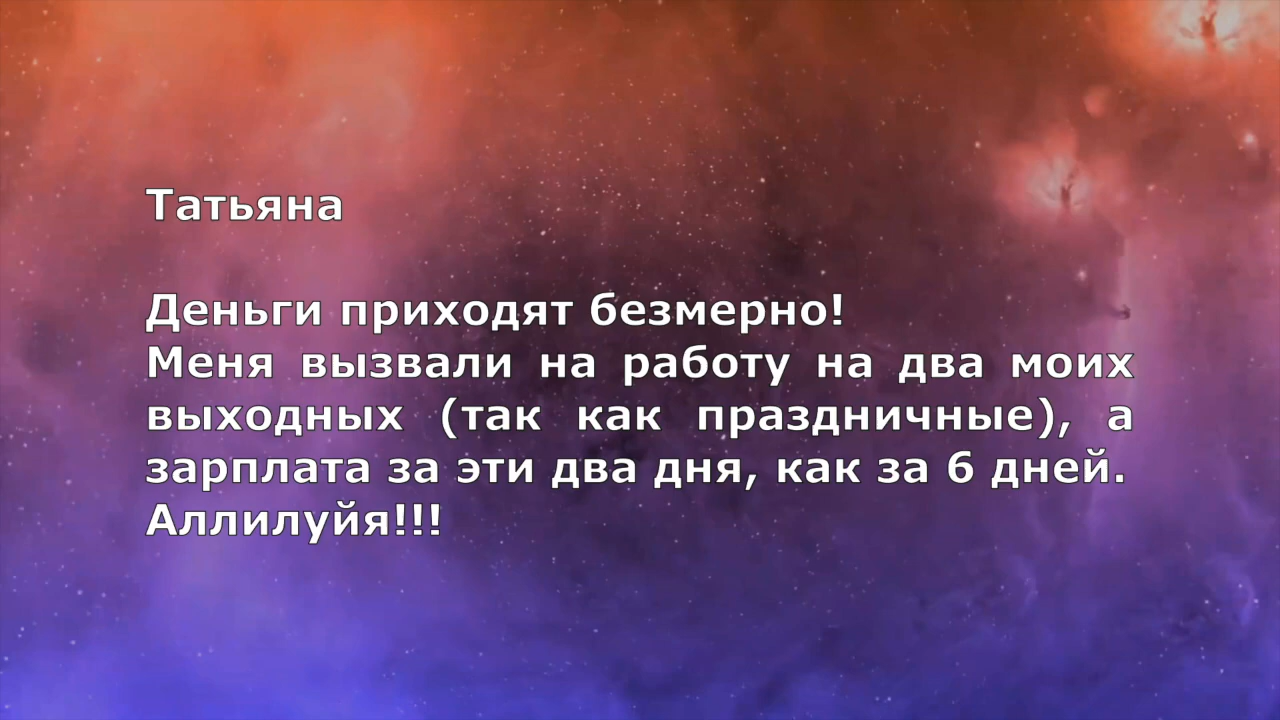 Татьяна
Деньги приходят безмерно!
Меня вызвали на работу на два моих
выходных (так как праздничные), а
зарплата за эти два дня, как за 6 дней.
Аллилуйя!!!